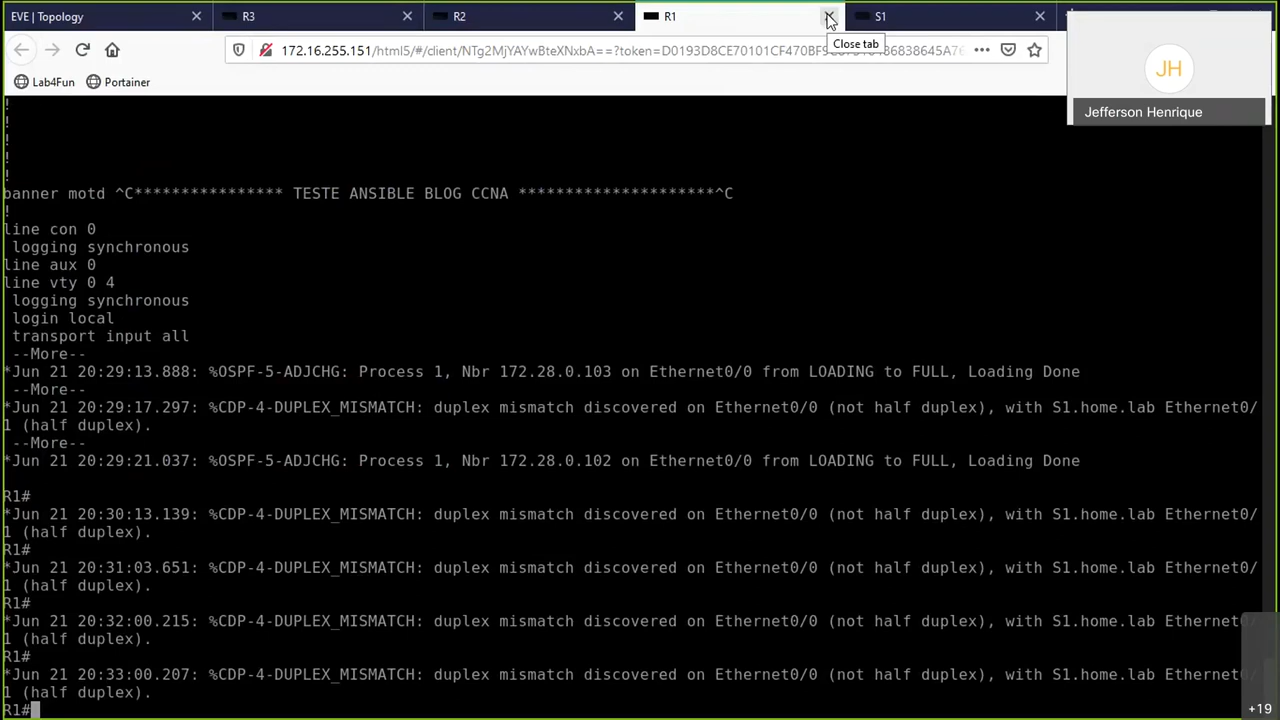 EVE | Topology
R3
R2
R1
S1
Close tab
172.16.255.151/html5/#/client/NTg2MjYAYwBteXNxbA==?token=D0193D8CE70101CF470BF
Lab4Fun
Portainer
JH
Jefferson Henrique
!
!
!
!
!
banner motd ^C**************** TESTE ANSIBLE BLOG CCNA *********************^C
!
line con 0
logging synchronous
line aux 0
line vty 0 4
logging synchronous
login local
transport input all
--More--
*Jun 21 20:29:13.888: %OSPF-5-ADJCHG: Process 1, Nbr 172.28.0.103 on Ethernet0/0 from LOADING to FULL, Loading Done
--More--
*Jun 21 20:29:17.297: %CDP-4-DUPLEX_MISMATCH: duplex mismatch discovered on Ethernet0/0 (not half duplex), with S1.home.lab Ethernet0/
1 (half duplex).
--More--
*Jun 21 20:29:21.037: %OSPF-5-ADJCHG: Process 1, Nbr 172.28.0.102 on Ethernet0/0 from LOADING to FULL, Loading Done
R1#
*Jun 21 20:30:13.139: %CDP-4-DUPLEX_MISMATCH: duplex mismatch discovered on Ethernet0/0 (not half duplex), with S1.home.lab Ethernet0/
1 (half duplex).
R1#
*Jun 21 20:31:03.651: %CDP-4-DUPLEX_MISMATCH: duplex mismatch discovered on Ethernet0/0 (not half duplex), with S1.home.lab Ethernet0/
1 (half duplex).
R1#
*Jun 21 20:32:00.215: %CDP-4-DUPLEX_MISMATCH: duplex mismatch discovered on Ethernet0/0 (not half duplex), with S1.home.lab Ethernet0/
1 (half duplex).
R1#
*Jun 21 20:33:00.207: %CDP-4-DUPLEX_MISMATCH: duplex mismatch discovered on Ethernet0/0 (not half duplex), with S1.home.lab Ethernet0/
1 (half duplex).
R1#
+19